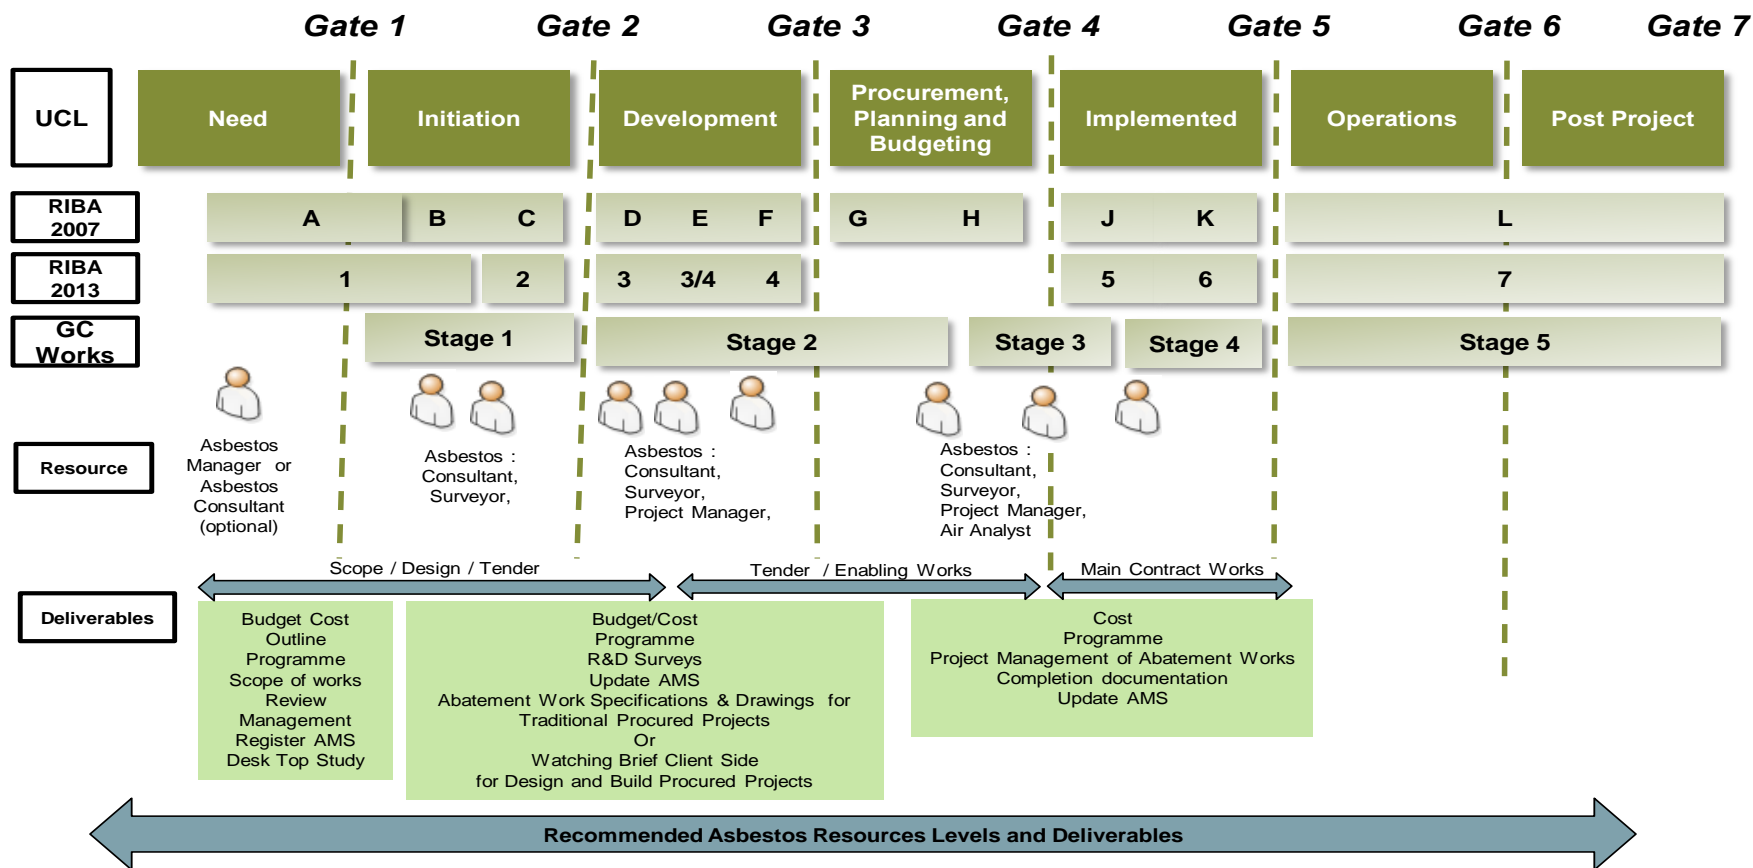 Gate 1 Gate 2 Gate 3 Gate 4 Gate 5 Gate 6 Gate 7
UCL
Need
Initiation
Development
Procurement,
Planning and
Budgeting
Implemented
Operations
Post Project
RIBA
2007
A B C D E F G H J K L
RIBA
2013
1 2 3 3/4 4 5 6 7
GC
Works
Stage 1 Stage 2 Stage 3 Stage 4 Stage 5
Resource
Asbestos
Manager or
Asbestos
Consultant
(optional)
Asbestos :
Consultant,
Surveyor,
Asbestos :
Consultant,
Surveyor,
Project Manager,
Asbestos :
Consultant,
Surveyor,
Project Manager,
Air Analyst
Scope / Design / Tender
Tender / Enabling Works
Main Contract Works
Deliverables
Budget Cost
Outline
Programme
Scope of works
Review
Management
Register AMS
Desk Top Study
Budget/Cost
Programme
R&D Surveys
Update AMS
Abatement Work Specifications & Drawings for
Traditional Procured Projects
Or
Watching Brief Client Side
for Design and Build Procured Projects
Cost
Programme
Project Management of Abatement Works
Completion documentation
Update AMS
Recommended Asbestos Resources Levels and Deliverables